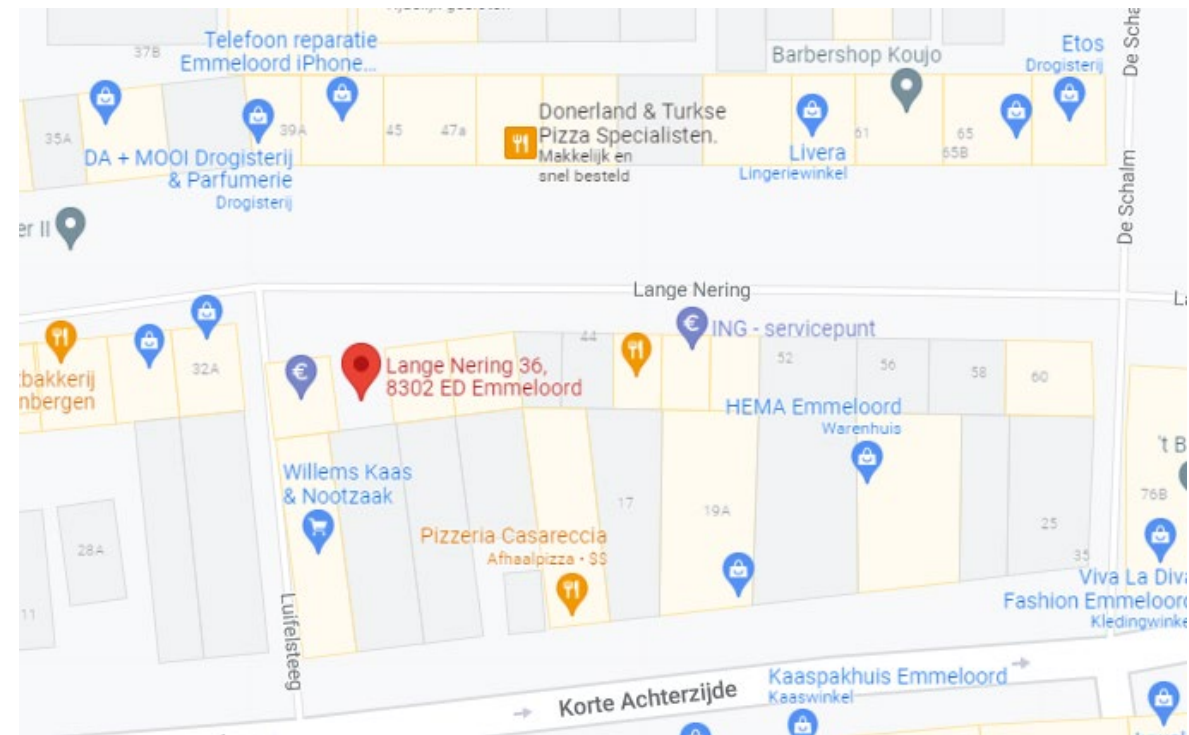 37B
Telefoon reparatie
Emmeloord iPhone...
Barbershop Koujo
Etos
Drogisterij
De Scha
35A
39A
45
47a
Donerland & Turkse
Pizza Specialisten.
Makkelijk en
snel besteld
61
65
65B
Livera
Lingeriewinkel
DA + MOOI Drogisterij
& Parfumerie
Drogisterij
De Schalm
er II
Lange Nering
La
ING - servicepunt
44
52
56
58
60
32A
Lange Nering 36,
8302 ED Emmeloord
bakkerij
nbergen
HEMA Emmeloord
Warenhuis
't B
Willems Kaas
& Nootzaak
76B
17
19A
25
35
Pizzeria Casareccia
Afhaalpizza • $$
28A
11
Viva La Diva
Fashion Emmeloord
Kledingwinke
Luifelsteeg
Kaaspakhuis Emmeloord
Kaaswinkel
Korte Achterzijde